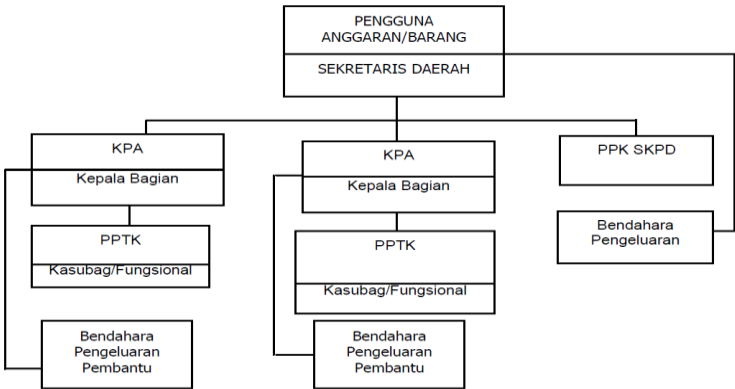 PENGGUNA
ANGGARAN/BARANG
SEKRETARIS DAERAH
KPA
Kepala Bagian
KPA
Kepala Bagian
PPK SKPD
PPTK
Kasubag/Fungsional
PPTK
Kasubag/Fungsional
Bendahara
Pengeluaran
Bendahara
Pengeluaran
Pembantu
Bendahara
Pengeluaran
Pembantu